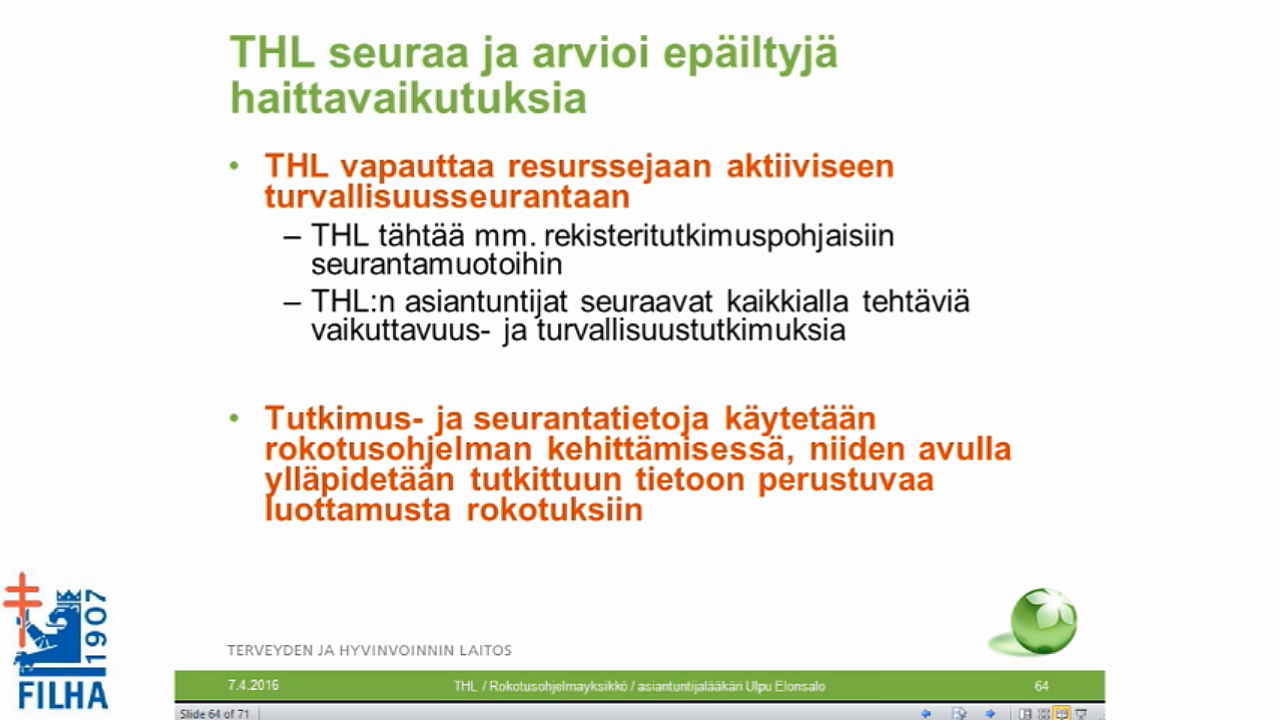 THL seuraa ja arvioi epäiltyjä
haittavaikutuksia
• THL vapauttaa resurssejaan aktiiviseen
turvallisuusseurantaan
– THL tähtää mm. rekisteritutkimuspohjaisiin
seurantamuotoihin
– THL:n asiantuntijat seuraavat kaikkialla tehtäviä
vaikuttavuus- ja turvallisuustutkimuksia
• Tutkimus- ja seurantatietoja käytetään
rokotusohjelman kehittämisessä, niiden avulla
ylläpidetään tutkittuun tietoon perustuvaa
luottamusta rokotuksiin
1907
FILHA
TERVEYDEN JA HYVINVOINNIN LAITOS
7.4.2016
THL / Rokotusohjelmayksikkö / asiantuntijalääkäri Ulpu Elonsalo
64
Slide 64 of 71